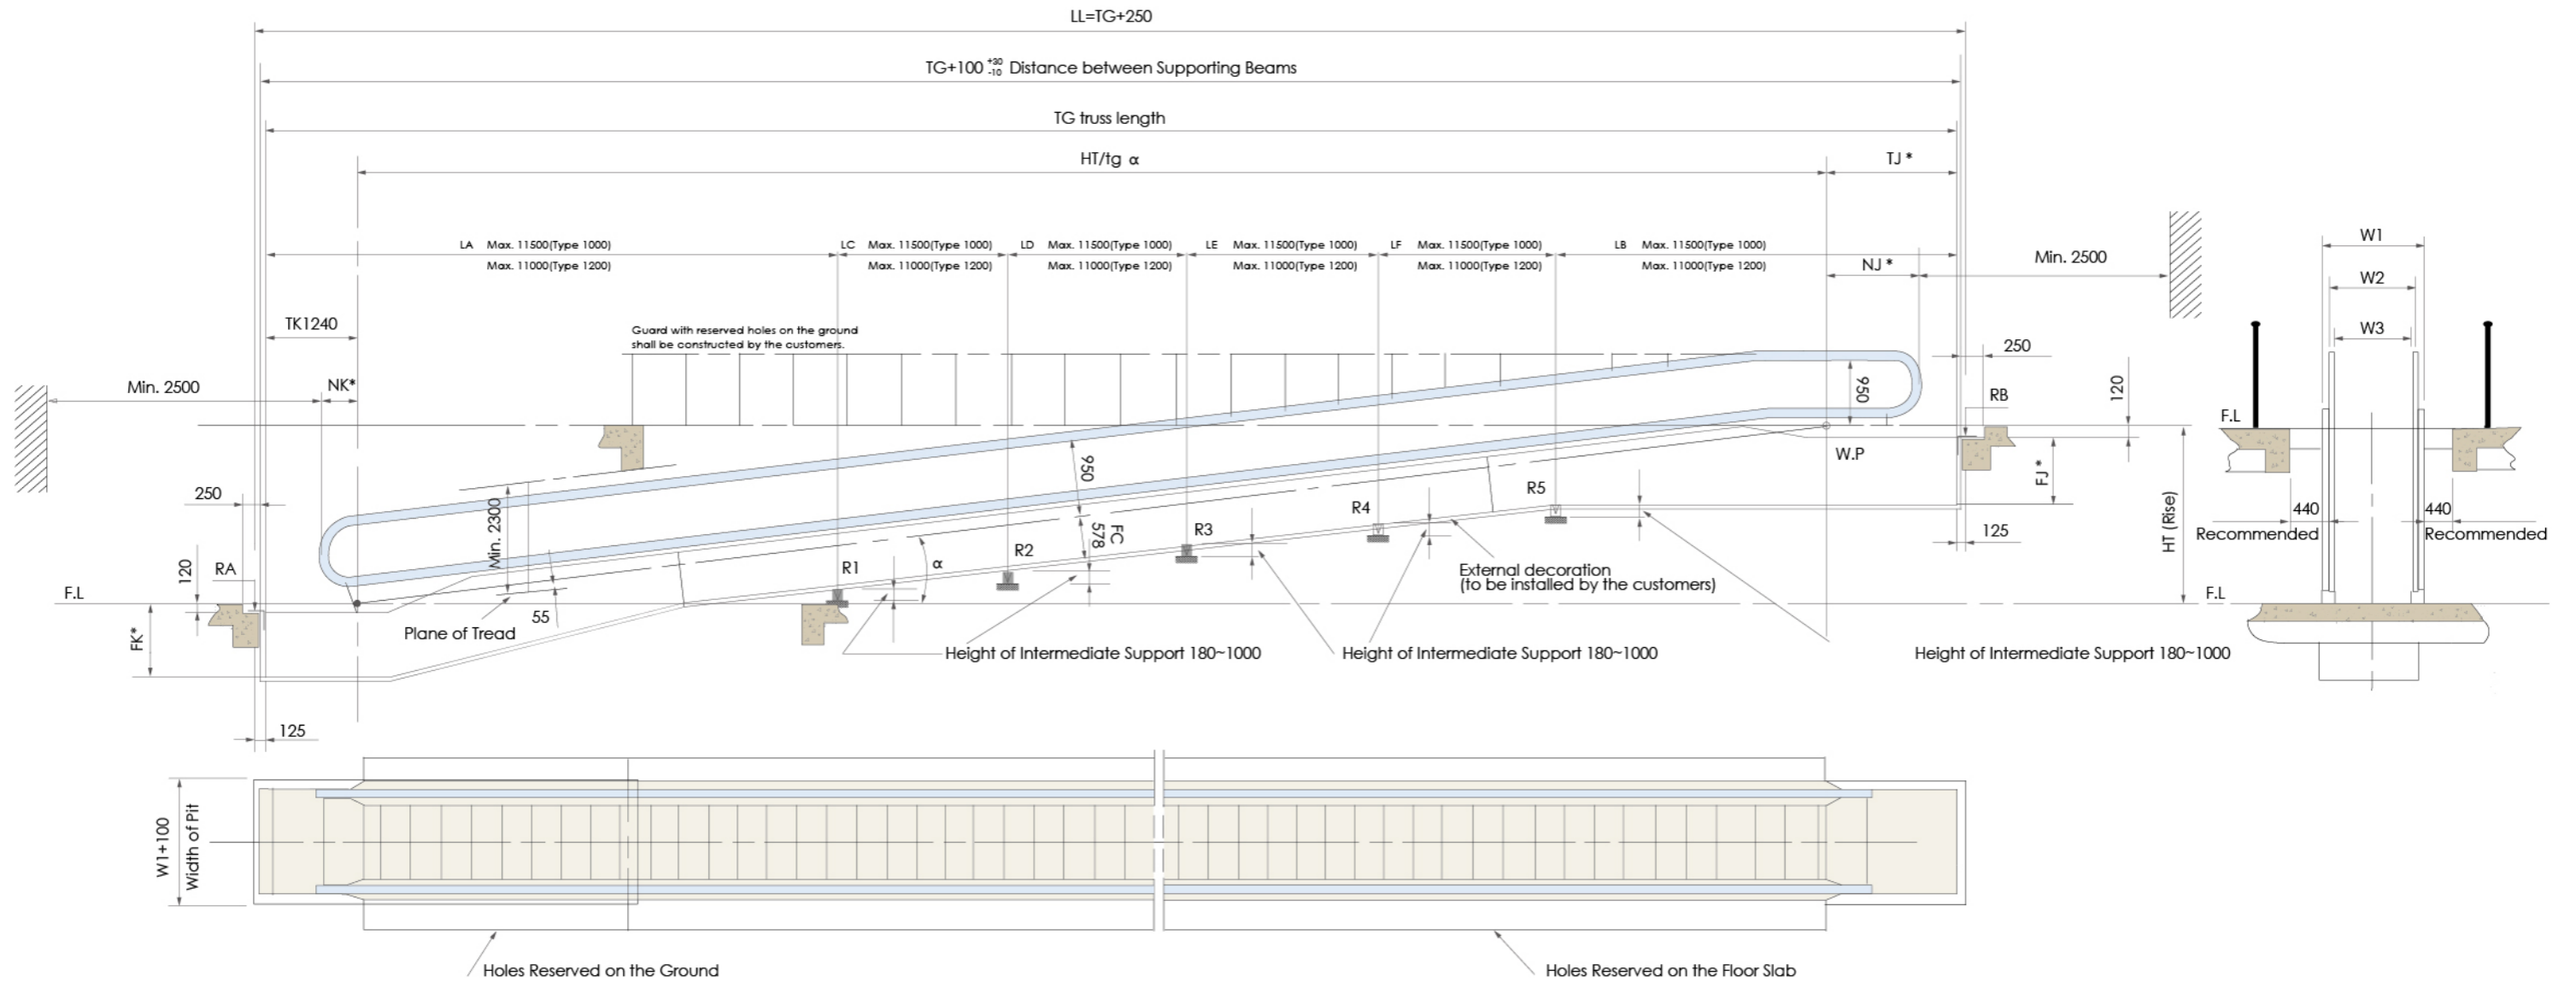 LL=TG+250
TG+100 +30 -10 Distance between Supporting Beams
TG truss length
HT/tg α
TJ *
LA Max. 11500(Type 1000)
Max. 11000(Type 1200)
LC Max. 11500(Type 1000)
Max. 11000(Type 1200)
LD Max. 11500(Type 1000)
Max. 11000(Type 1200)
LE Max. 11500(Type 1000)
Max. 11000(Type 1200)
LF Max. 11500(Type 1000)
Max. 11000(Type 1200)
LB Max. 11500(Type 1000)
Max. 11000(Type 1200)
NJ *
Min. 2500
W1
W2
W3
TK1240
Guard with reserved holes on the ground
shall be constructed by the customers.
Min. 2500
NK*
250
950
RB
120
F.L
W.P
FJ *
950
250
Min. 2300
R5
R4
R3
R2
R1
FC
578
α
HT (Rise)
440
Recommended
440
Recommended
125
120
RA
F.L
F.L
FK*
55
Plane of Tread
External decoration
(to be installed by the customers)
Height of Intermediate Support 180~1000
Height of Intermediate Support 180~1000
Height of Intermediate Support 180~1000
125
W1+100
Width of Pit
Holes Reserved on the Ground
Holes Reserved on the Floor Slab